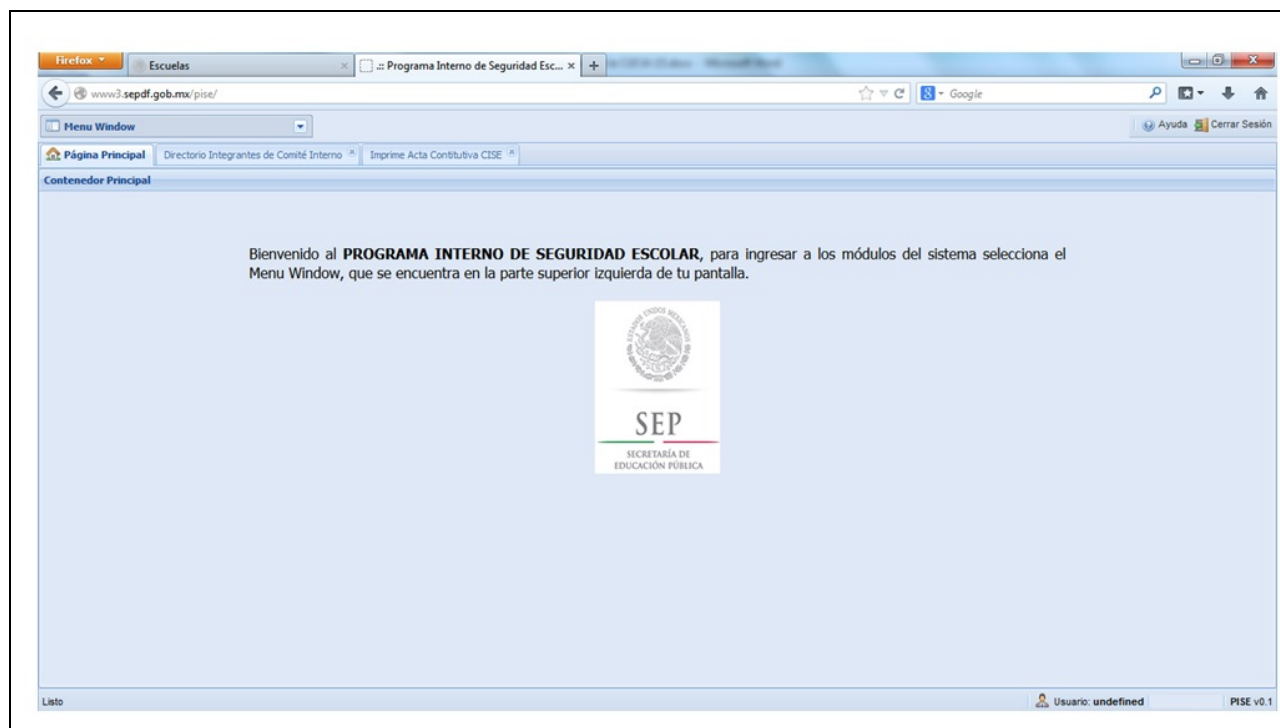 Firefox
Escuelas
.:: Programa Interno de Seguridad Esc...
www3.sepdf.gob.mx/pise/
Google
Menu Window
Ayuda Cerrar Sesión
Página Principal Directorio Integrantes de Comité Interno Imprime Acta Contitutiva CISE
Contenedor Principal
Bienvenido al PROGRAMA INTERNO DE SEGURIDAD ESCOLAR, para ingresar a los módulos del sistema selecciona el
Menu Window, que se encuentra en la parte superior izquierda de tu pantalla.
ESTADOS UNIDOS MEXICANOS
SEP
SECRETARÍA DE
EDUCACIÓN PÚBLICA
Listo
Usuario: undefined
PISE v0.1